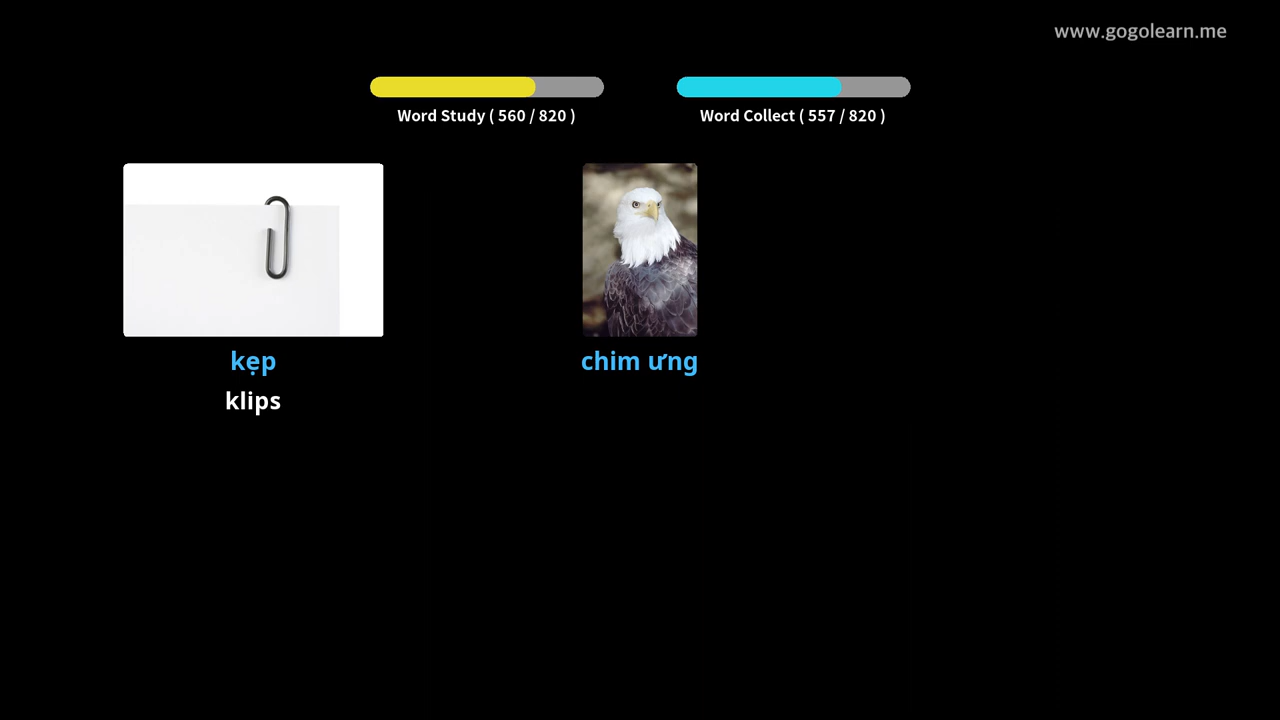 www.gogolearn.me
Word Study ( 560 / 820 )
Word Collect ( 557 / 820 )
kẹp
klips
chim ưng